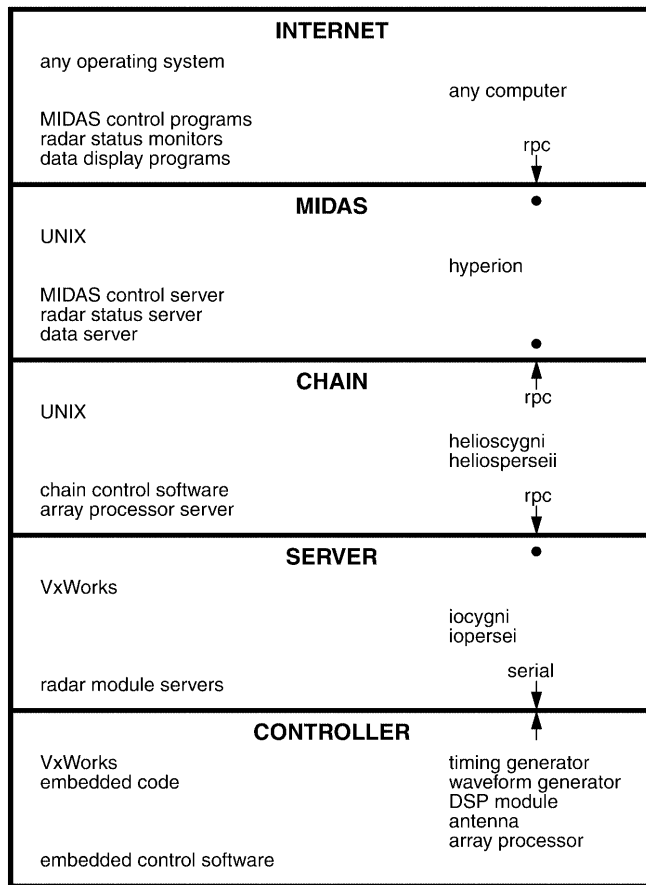 INTERNET
any operating system
any computer
MIDAS control programs
radar status monitors
data display programs
rpc
MIDAS
UNIX
hyperion
MIDAS control server
radar status server
data server
CHAIN
rpc
UNIX
helioscygni
heliosperseii
chain control software
array processor server
rpc
SERVER
VxWorks
iocygni
iopersei
serial
radar module servers
CONTROLLER
VxWorks
embedded code
timing generator
waveform generator
DSP module
antenna
array processor
embedded control software